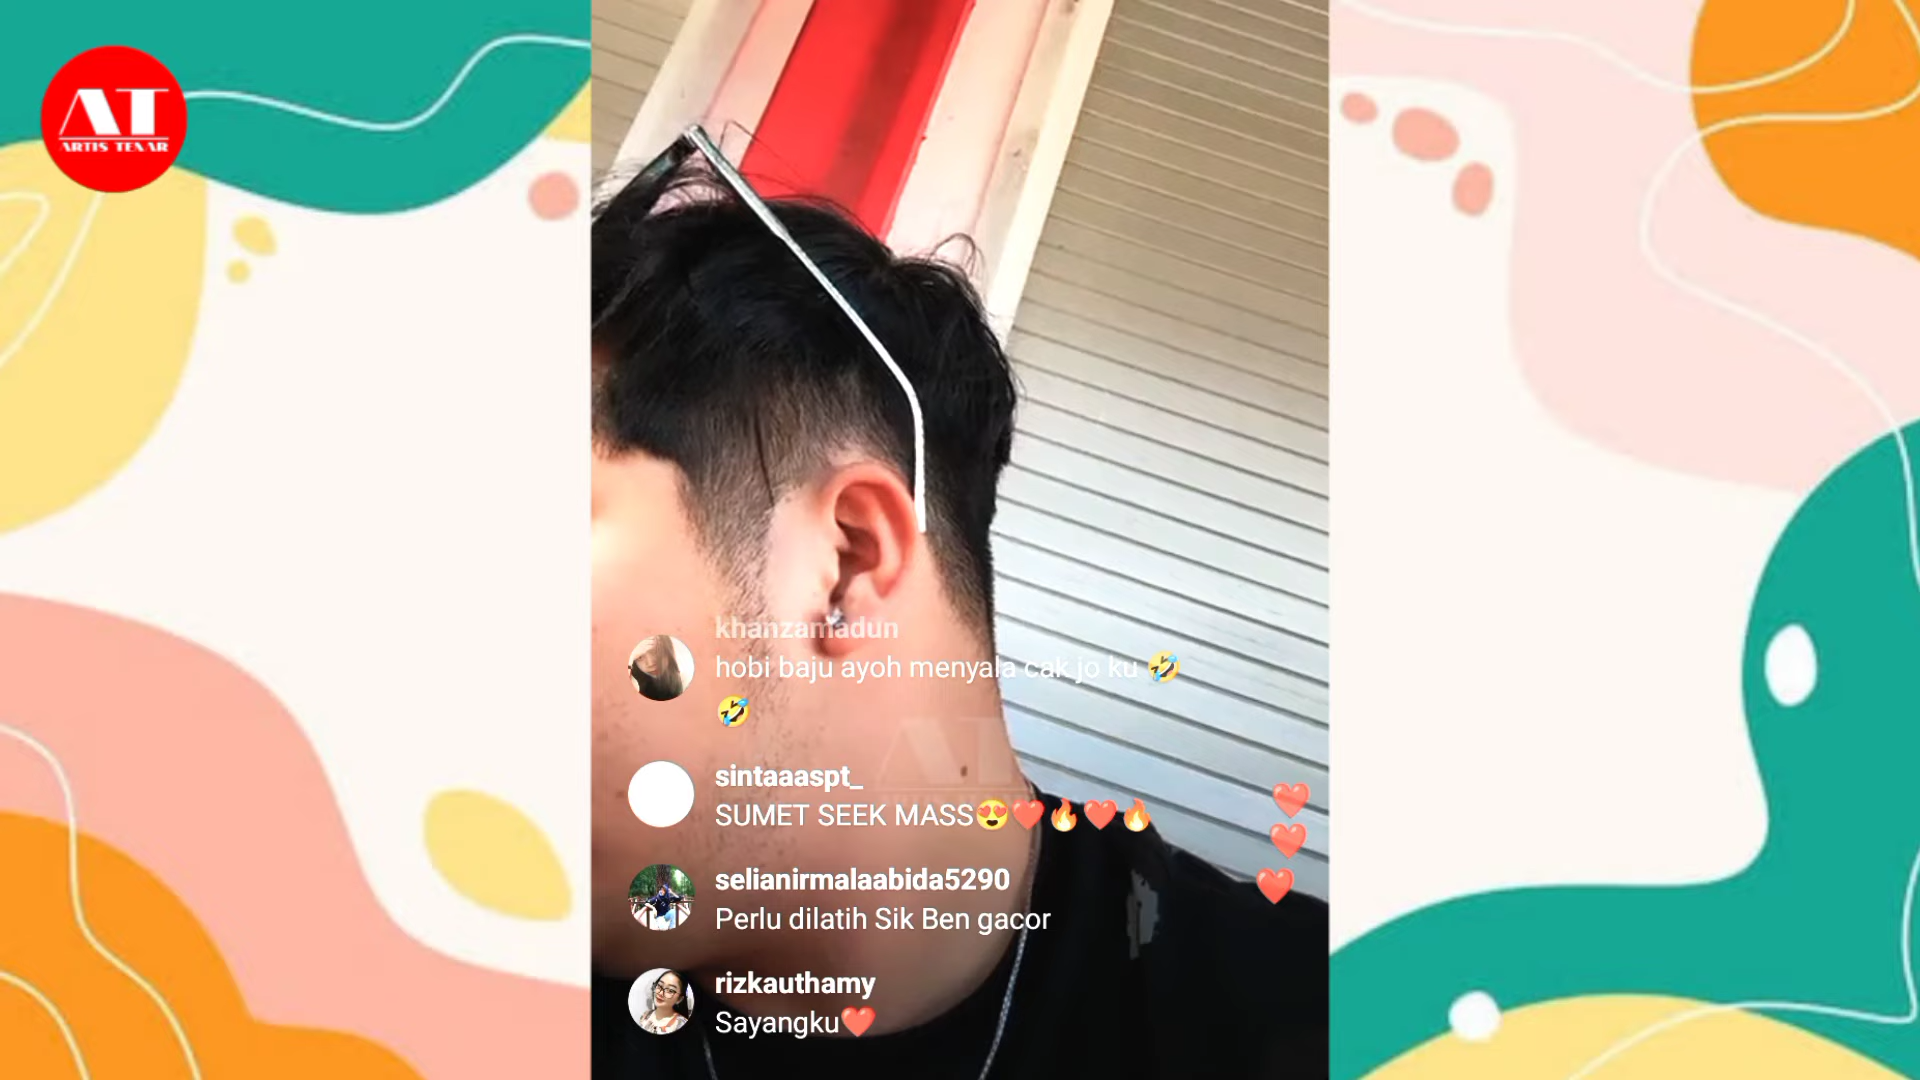 AT
ARTIS TENAR
khanzamadun
hobi baju ayoh menyala cak.jo ku 🤣
🤣
sintaaaspt_
SUMET SEEK MASS😍❤️🔥❤️🔥
selianirmalaabida5290
Perlu dilatih Sik Ben gacor
rizkauthamy
Sayangku❤️